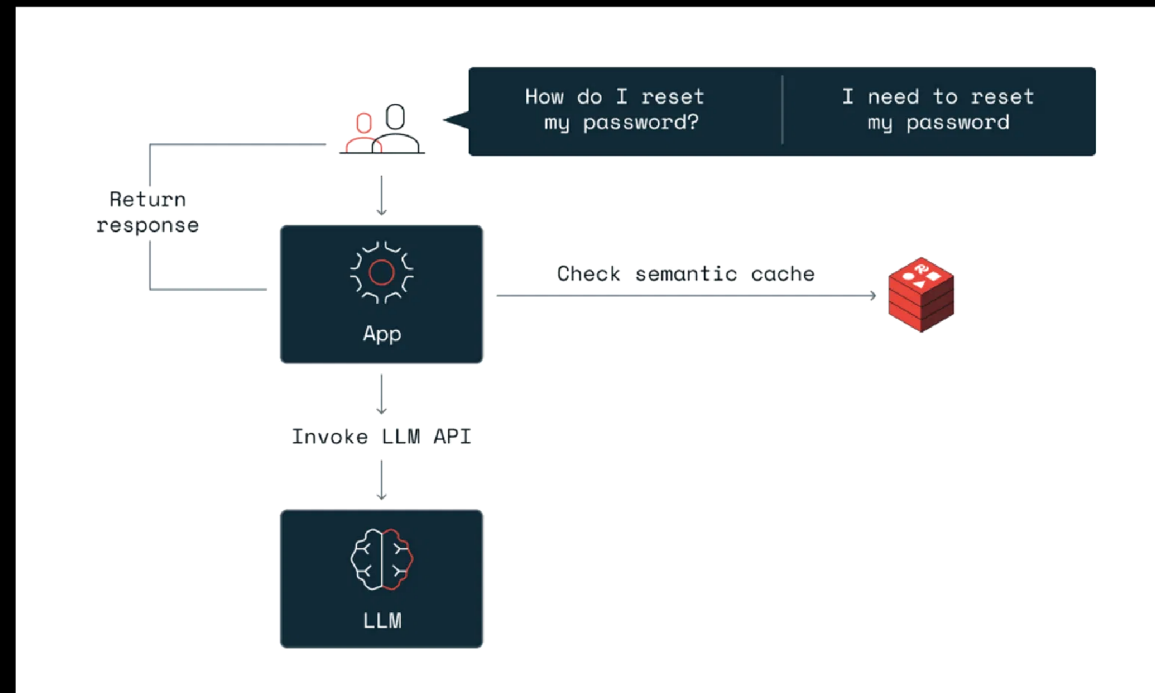 How do I reset
my password?
I need to reset
my password
Return
response
Check semantic cache
App
Invoke LLM API
LLM